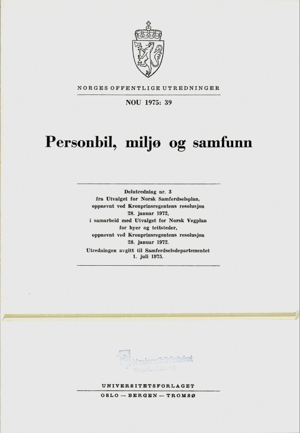 NORGES OFFENTLIGE UTREDNINGER
NOU 1975: 39
Personbil, miljø og samfunn
Delutredning nr. 3
fra Utvalget for Norsk Samferdselsplan,
oppnevnt ved Kronprinsregentens resolusjon
28. januar 1972,
i samarbeid med Utvalget for Norsk Vegplan
for byer og tettsteder,
oppnevnt ved Kronprinsregentens resolusjon
28. januar 1972.
Utredningen avgitt til Samferdselsdepartementet
1. juli 1975.
UNIVERSITETSFORLAGET
OSLO — BERGEN — TROMSØ